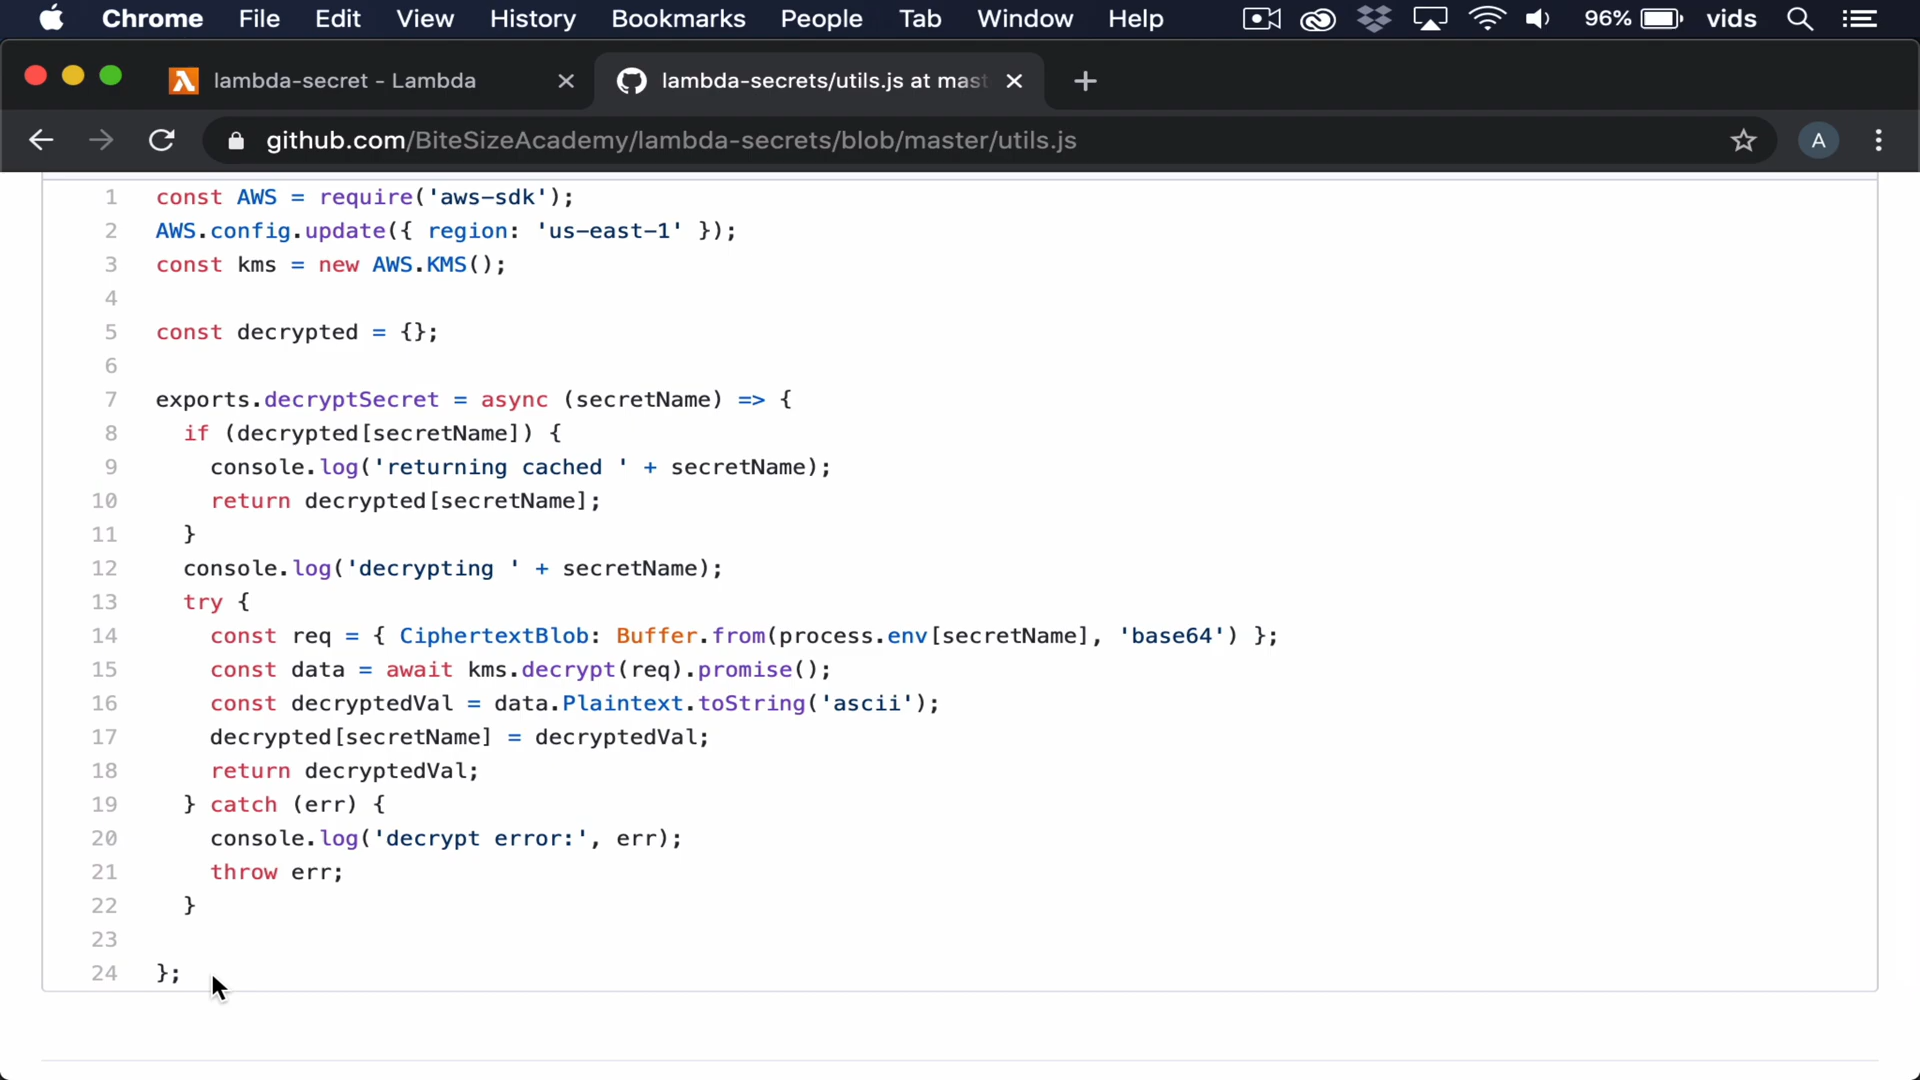 Chrome File Edit View History Bookmarks People Tab Window Help 96% vids
lambda-secret - Lambda lambda-secrets/utils.js at mast
github.com/BiteSizeAcademy/lambda-secrets/blob/master/utils.js A
1 const AWS = require('aws-sdk');
2 AWS.config.update({ region: 'us-east-1' });
3 const kms = new AWS.KMS();
4
5 const decrypted = {};
6
7 exports.decryptSecret = async (secretName) => {
8 if (decrypted[secretName]) {
9 console.log('returning cached ' + secretName);
10 return decrypted[secretName];
11 }
12 console.log('decrypting ' + secretName);
13 try {
14 const req = { CiphertextBlob: Buffer.from(process.env[secretName], 'base64') };
15 const data = await kms.decrypt(req).promise();
16 const decryptedVal = data.Plaintext.toString('ascii');
17 decrypted[secretName] = decryptedVal;
18 return decryptedVal;
19 } catch (err) {
20 console.log('decrypt error:', err);
21 throw err;
22 }
23
24 };